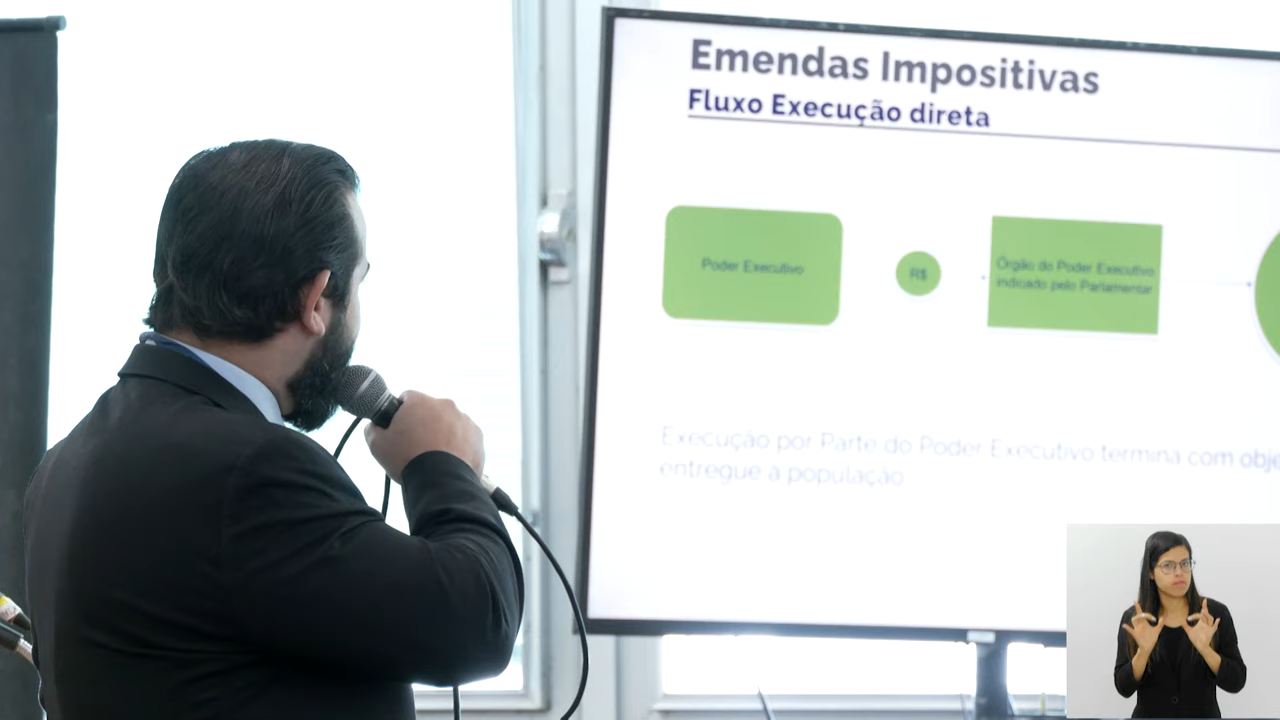 Emendas Impositivas
Fluxo Execução direta
Poder Executivo
R$
Órgão do Poder Executivo
indicado pelo Parlamentar
Execução por Parte do Poder Executivo termina com obje
entregue a população